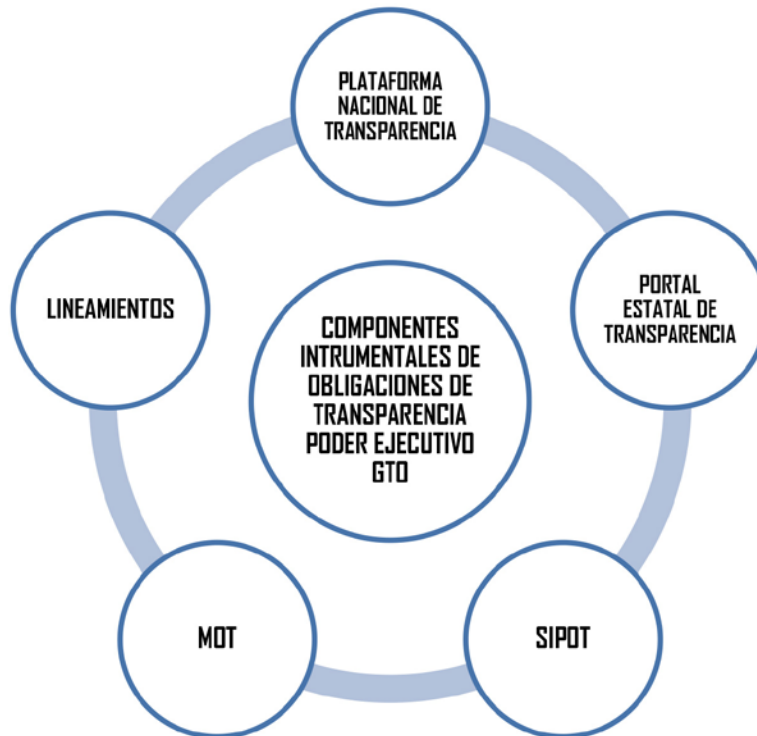 PLATAFORMA
NACIONAL DE
TRANSPARENCIA
PORTAL
ESTATAL DE
TRANSPARENCIA
LINEAMIENTOS
COMPONENTES
INTRUMENTALES DE
OBLIGACIONES DE
TRANSPARENCIA
PODER EJECUTIVO
GTO
MOT
SIPOT